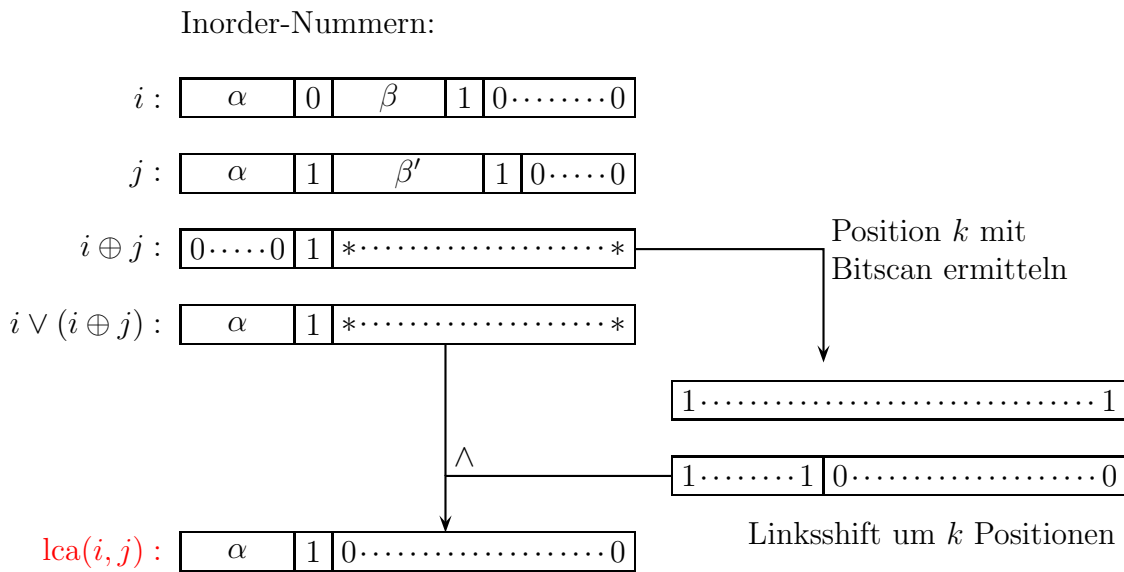 Inorder-Nummern:
i : α 0 β 1 0········0
j : α 1 β′ 1 0·····0
i ⊕ j : 0·····0 1 *·····················*
Position k mit
Bitscan ermitteln
i ∨ (i ⊕ j) : α 1 *·····················*
1································1
∧
1········1 0·····················0
Linksshift um k Positionen
lca(i, j) : α 1 0·····················0